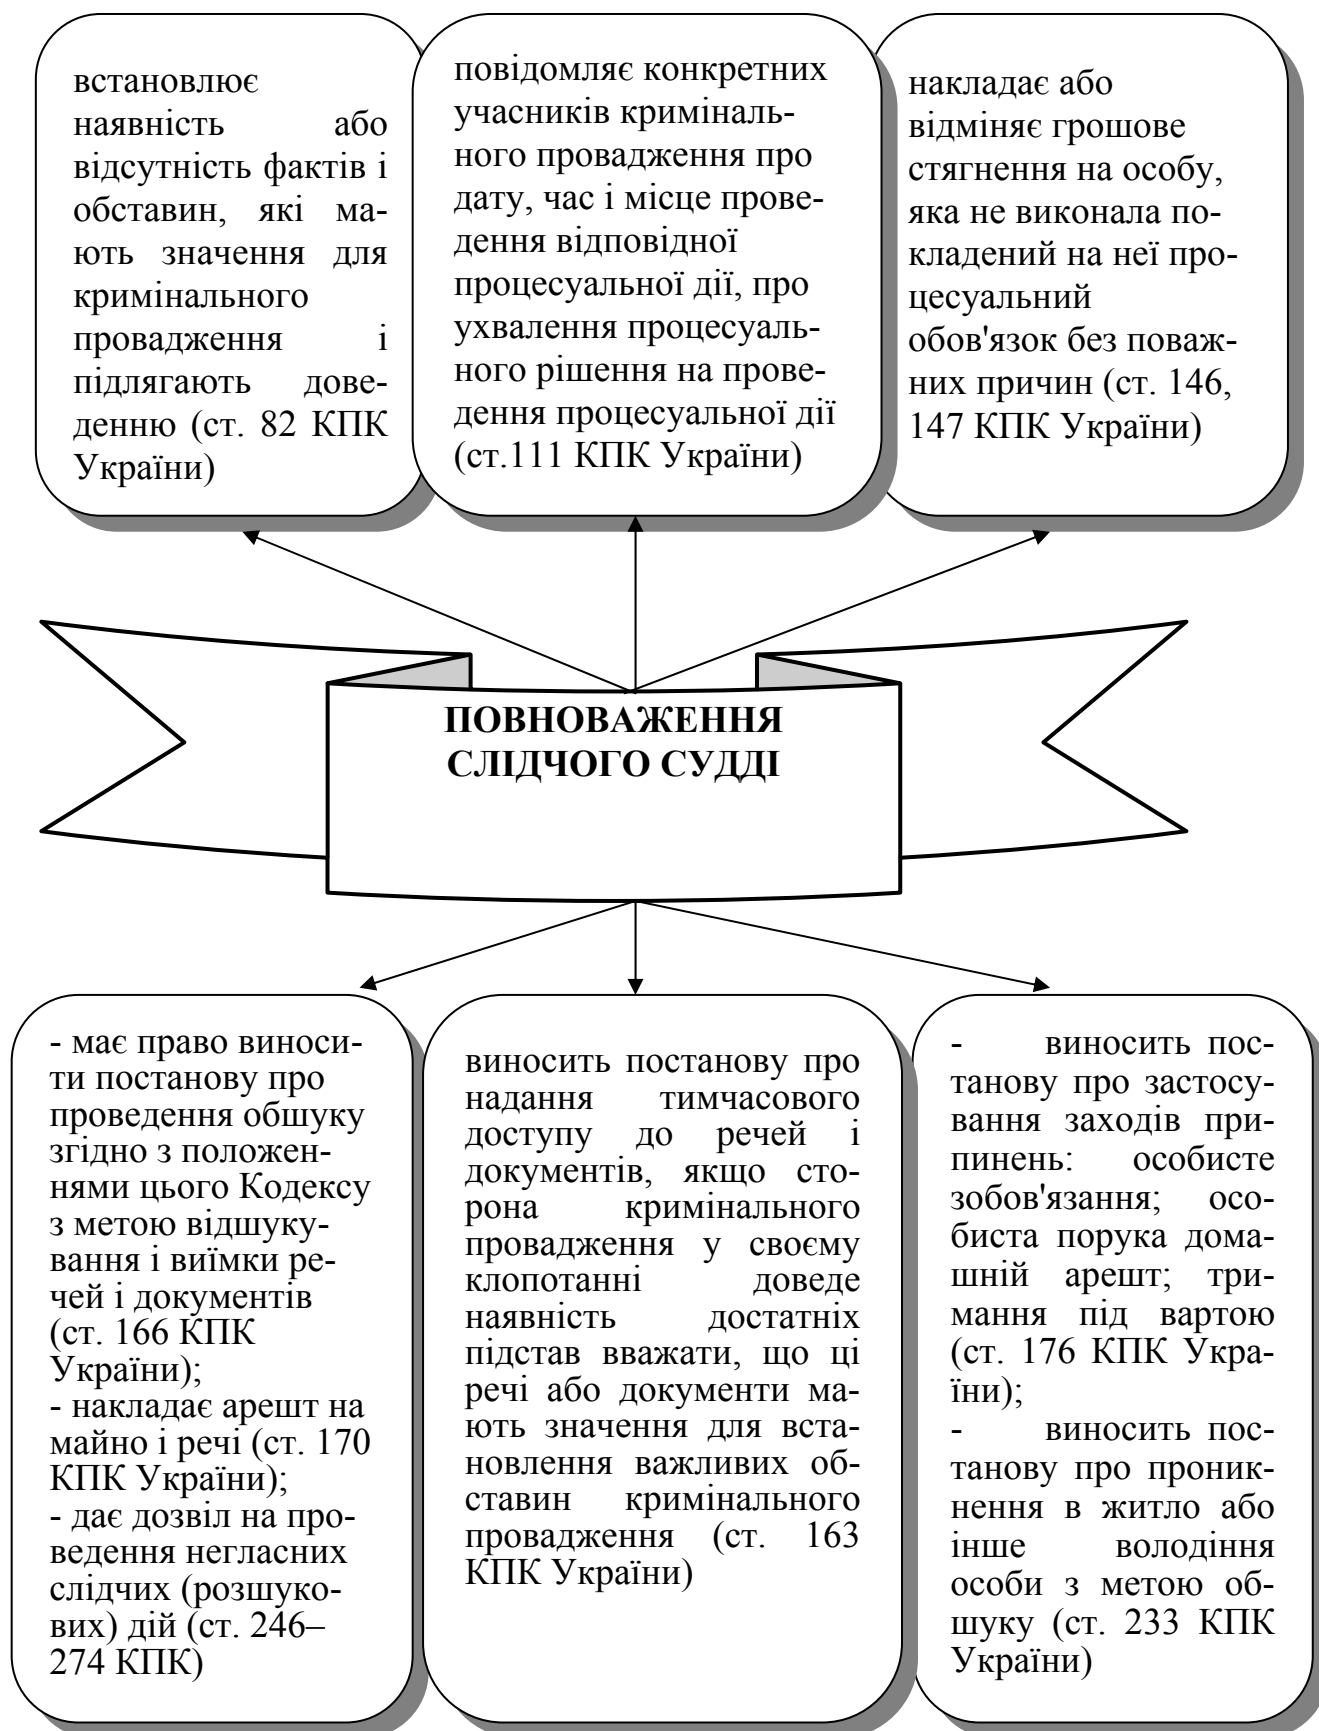 встановлює
наявність або
відсутність фактів і
обставин, які ма-
ють значення для
кримінального
провадження і
підлягають дове-
денню (ст. 82 КПК
України)
повідомляє конкретних
учасників криміналь-
ного провадження про
дату, час і місце прове-
дення відповідної
процесуальної дії, про
ухвалення процесуаль-
ного рішення на прове-
дення процесуальної дії
(ст.111 КПК України)
накладає або
відміняє грошове
стягнення на особу,
яка не виконала по-
кладений на неї про-
цесуальний
обов'язок без поваж-
них причин (ст. 146,
147 КПК України)
ПОВНОВАЖЕННЯ
СЛІДЧОГО СУДДІ
- має право виноси-
ти постанову про
проведення обшуку
згідно з положен-
нями цього Кодексу
з метою відшуку-
вання і виїмки ре-
чей і документів
(ст. 166 КПК
України);
- накладає арешт на
майно і речі (ст. 170
КПК України);
- дає дозвіл на про-
ведення негласних
слідчих (розшуко-
вих) дій (ст. 246–
274 КПК)
виносить постанову про
надання тимчасового
доступу до речей і
документів, якщо сто-
рона кримінального
провадження у своєму
клопотанні доведе
наявність достатніх
підстав вважати, що ці
речі або документи ма-
ють значення для вста-
новлення важливих об-
ставин кримінального
провадження (ст. 163
КПК України)
- виносить пос-
танову про застосу-
вання заходів при-
пинень: особисте
зобов'язання; осо-
биста порука дома-
шній арешт; три-
мання під вартою
(ст. 176 КПК Укра-
їни);
- виносить пос-
танову про проник-
нення в житло або
інше володіння
особи з метою об-
шуку (ст. 233 КПК
України)